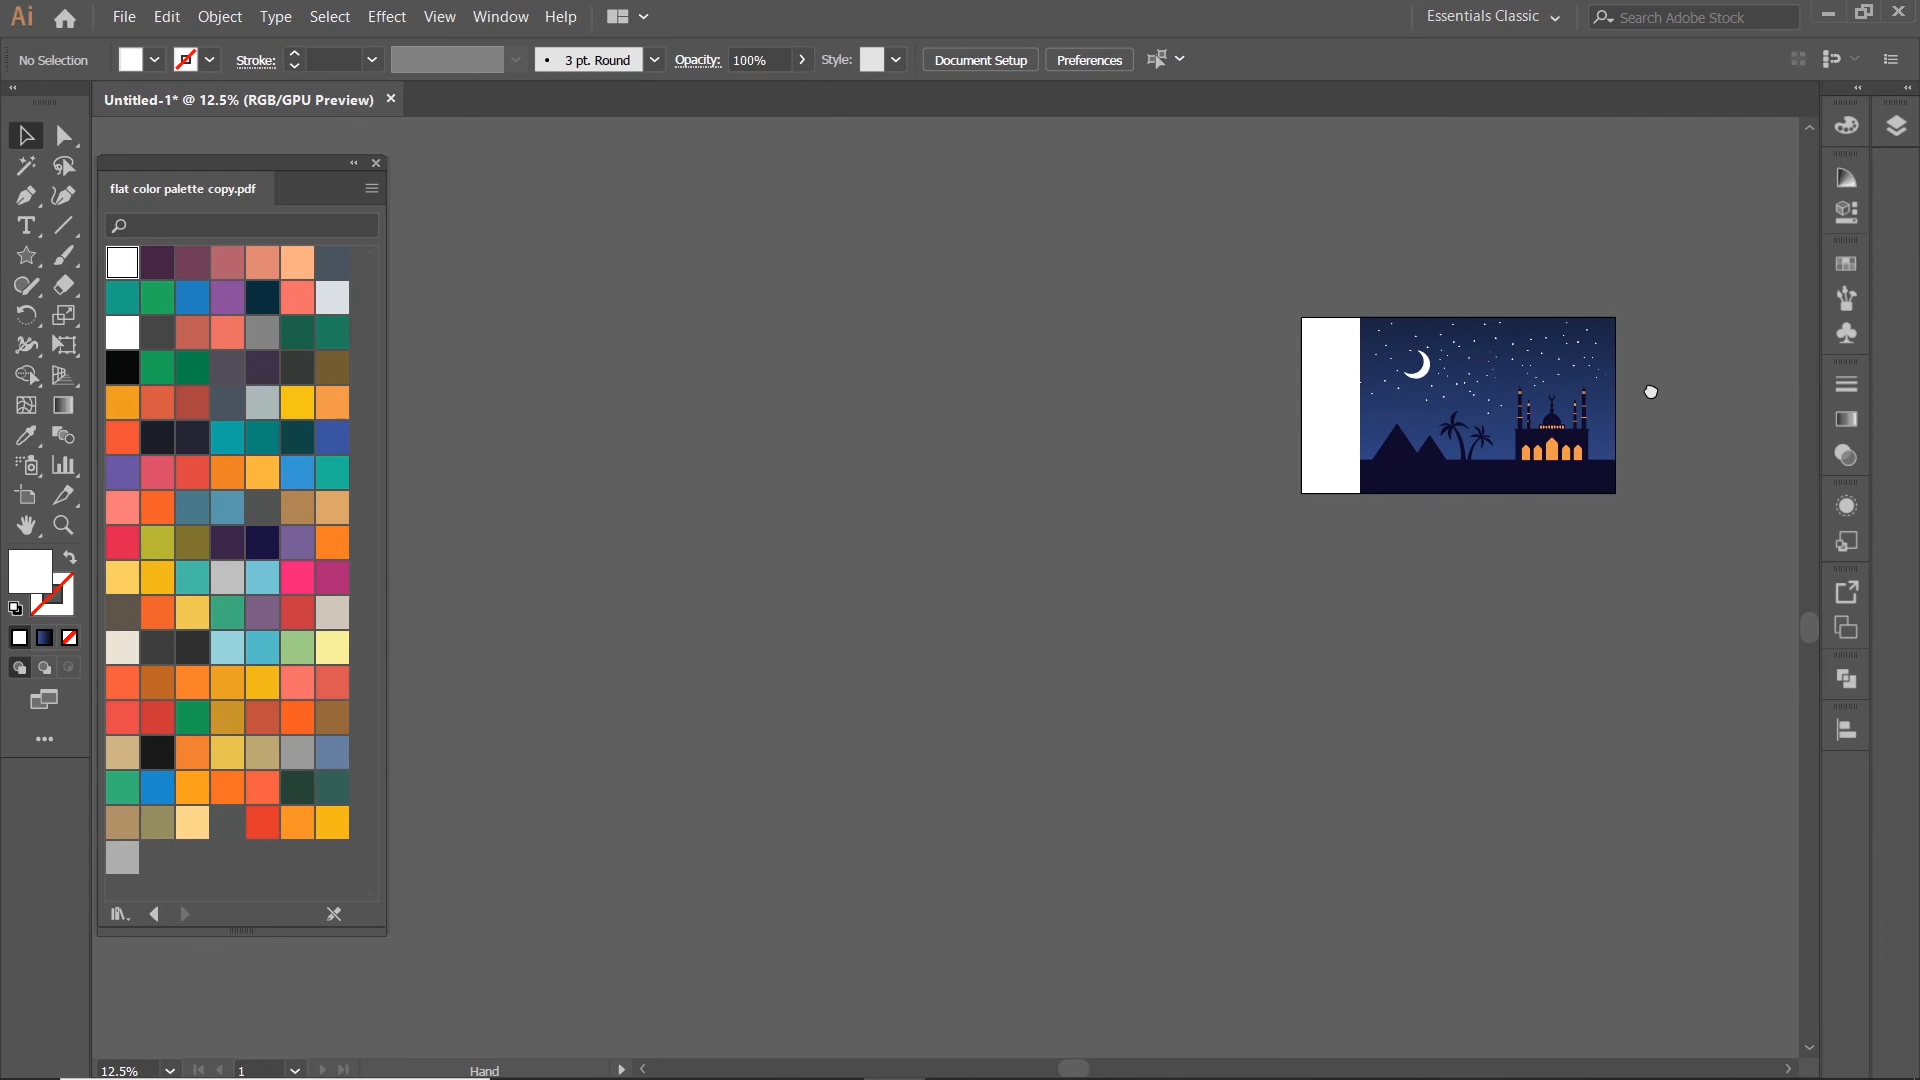 Ai File Edit Object Type Select Effect View Window Help Essentials Classic Search Adobe Stock
No Selection Stroke: 3 pt. Round Opacity: 100% Style: Document Setup Preferences
Untitled-1* @ 12.5% (RGB/GPU Preview)
flat color palette copy.pdf
12.5% 1 Hand